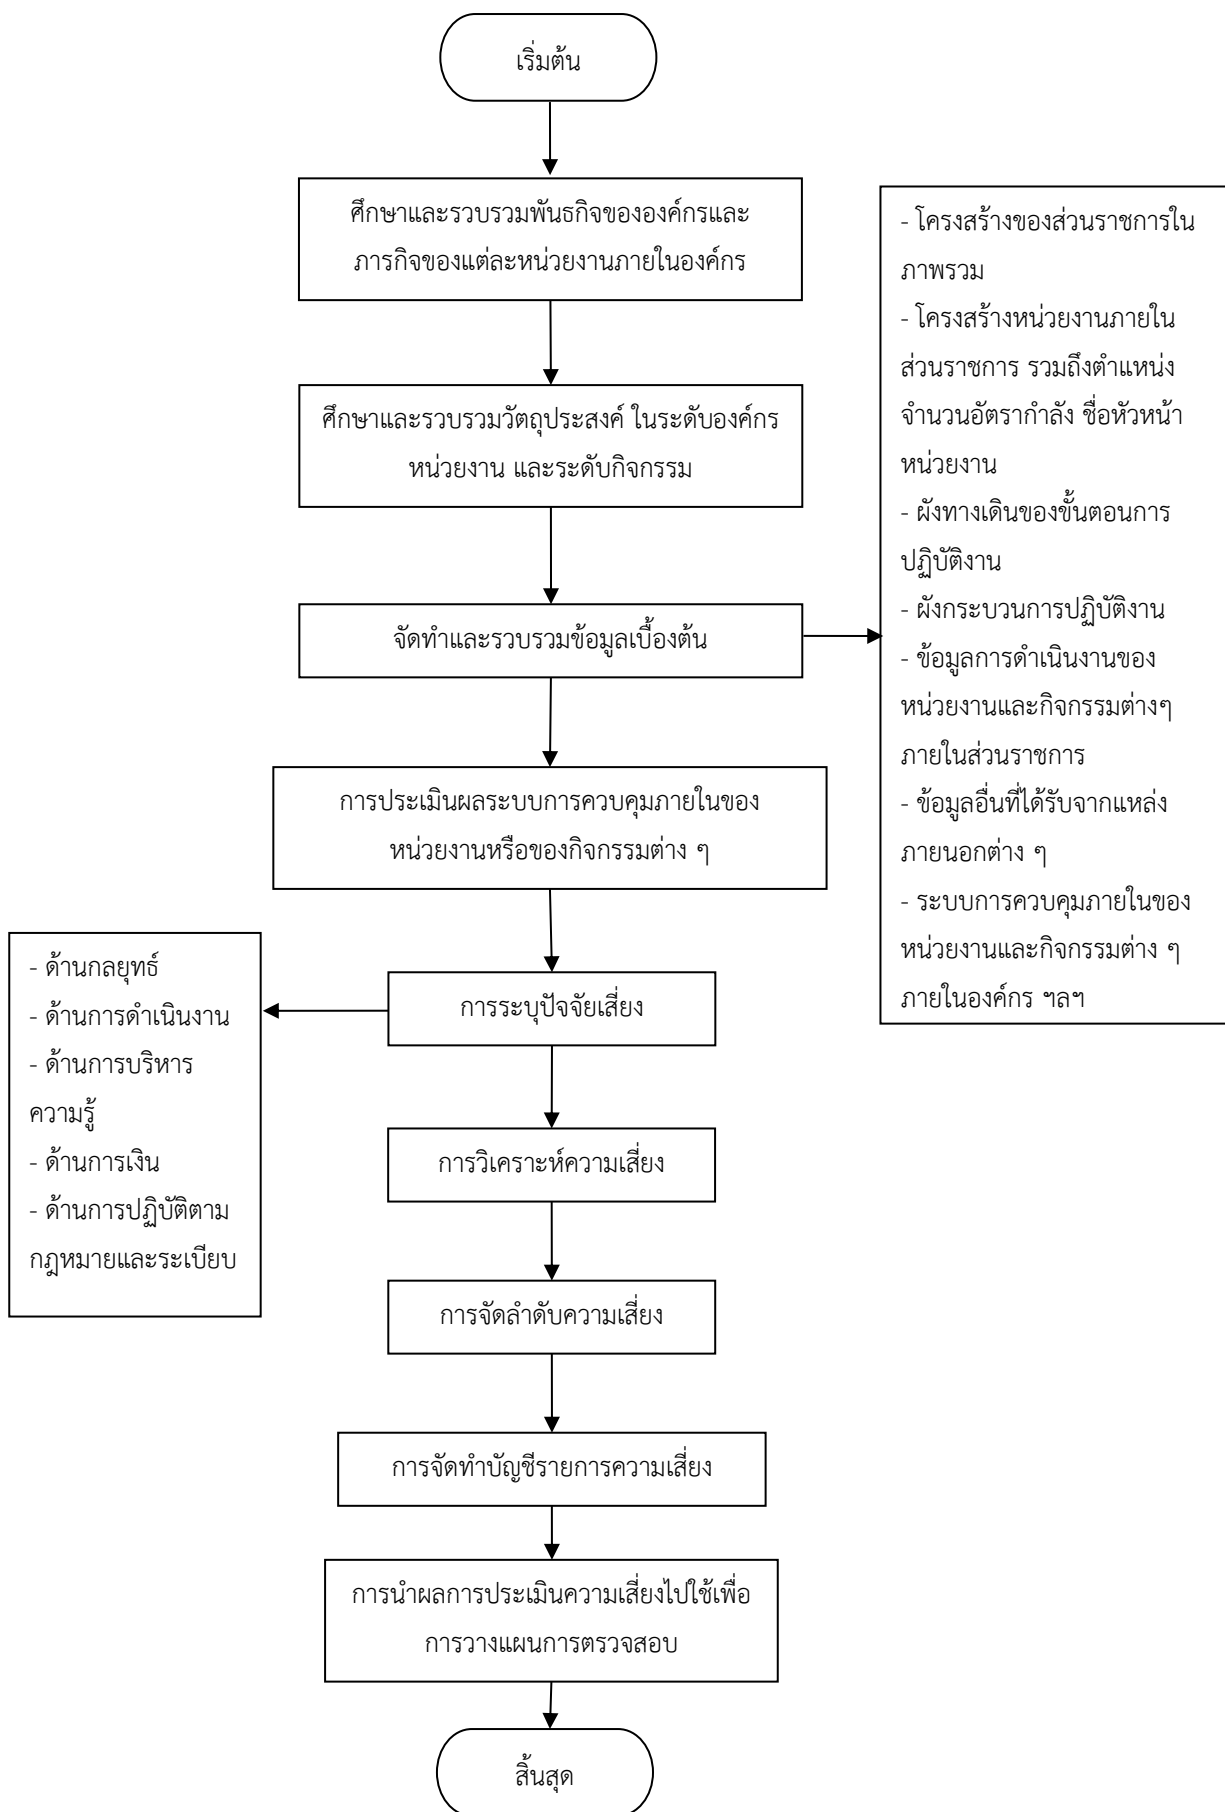 เริ่มต้น
ศึกษาและรวบรวมพันธกิจขององค์กรและ
ภารกิจของแต่ละหน่วยงานภายในองค์กร
ศึกษาและรวบรวมวัตถุประสงค์ ในระดับองค์กร
หน่วยงาน และระดับกิจกรรม
จัดทำและรวบรวมข้อมูลเบื้องต้น
- โครงสร้างของส่วนราชการใน
ภาพรวม
- โครงสร้างหน่วยงานภายใน
ส่วนราชการ รวมถึงตำแหน่ง
จำนวนอัตรากำลัง ชื่อหัวหน้า
หน่วยงาน
- ผังทางเดินของขั้นตอนการ
ปฏิบัติงาน
- ผังกระบวนการปฏิบัติงาน
- ข้อมูลการดำเนินงานของ
หน่วยงานและกิจกรรมต่างๆ
ภายในส่วนราชการ
- ข้อมูลอื่นที่ได้รับจากแหล่ง
ภายนอกต่าง ๆ
- ระบบการควบคุมภายในของ
หน่วยงานและกิจกรรมต่าง ๆ
ภายในองค์กร ฯลฯ
การประเมินผลระบบการควบคุมภายในของ
หน่วยงานหรือของกิจกรรมต่าง ๆ
การระบุปัจจัยเสี่ยง
- ด้านกลยุทธ์
- ด้านการดำเนินงาน
- ด้านการบริหาร
ความรู้
- ด้านการเงิน
- ด้านการปฏิบัติตาม
กฎหมายและระเบียบ
การวิเคราะห์ความเสี่ยง
การจัดลำดับความเสี่ยง
การจัดทำบัญชีรายการความเสี่ยง
การนำผลการประเมินความเสี่ยงไปใช้เพื่อ
การวางแผนการตรวจสอบ
สิ้นสุด